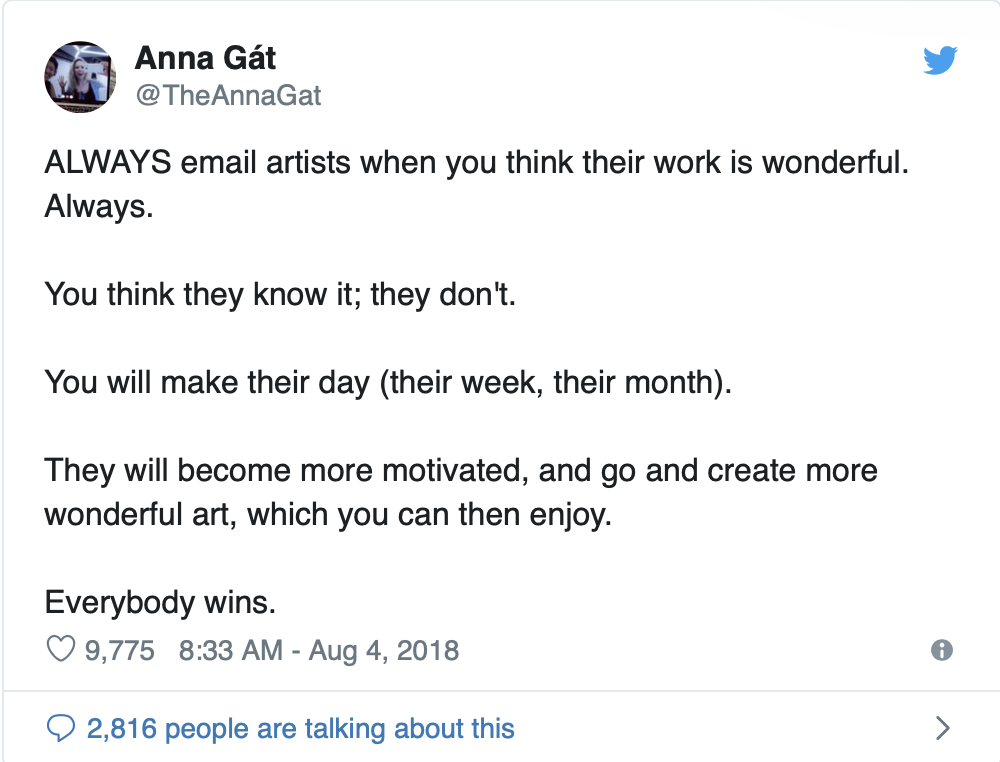 Anna Gát
@TheAnnaGat
ALWAYS email artists when you think their work is wonderful.
Always.
You think they know it; they don't.
You will make their day (their week, their month).
They will become more motivated, and go and create more
wonderful art, which you can then enjoy.
Everybody wins.
9,775 8:33 AM - Aug 4, 2018
2,816 people are talking about this